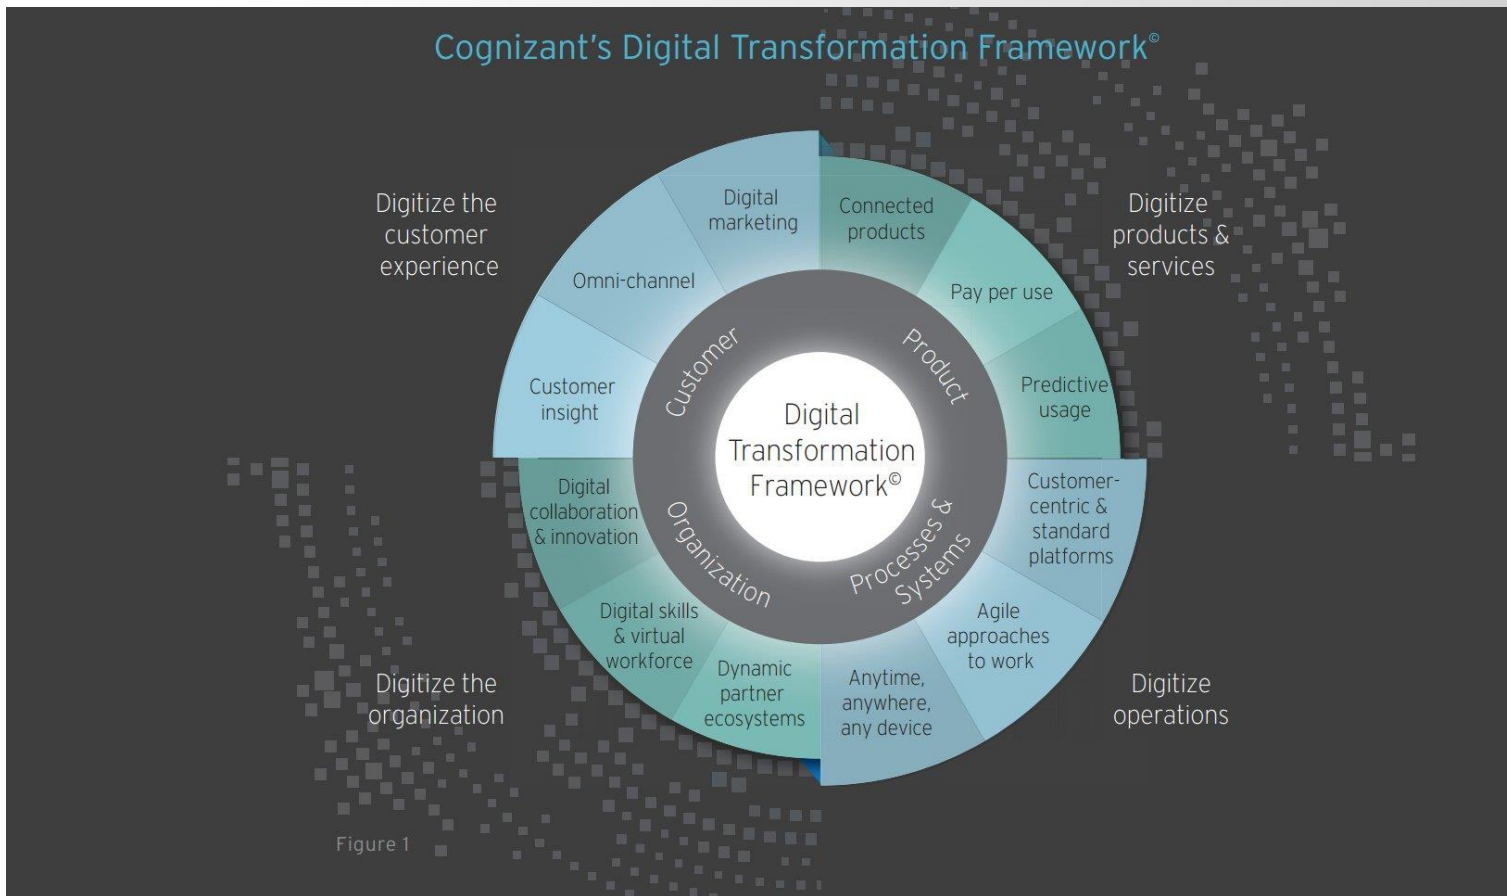 Cognizant's Digital Transformation Framework©
Digitize the
customer
experience
Digital
marketing
Omni-channel
Customer
insight
Connected
products
Pay per use
Predictive
usage
Digitize
products &
services
Customer
Product
Digital
Transformation
Framework©
Organization
Processes &
Systems
Digital
collaboration
& innovation
Digital skills
& virtual
workforce
Dynamic
partner
ecosystems
Customer-
centric &
standard
platforms
Agile
approaches
to work
Anytime,
anywhere,
any device
Digitize the
organization
Digitize
operations
Figure 1